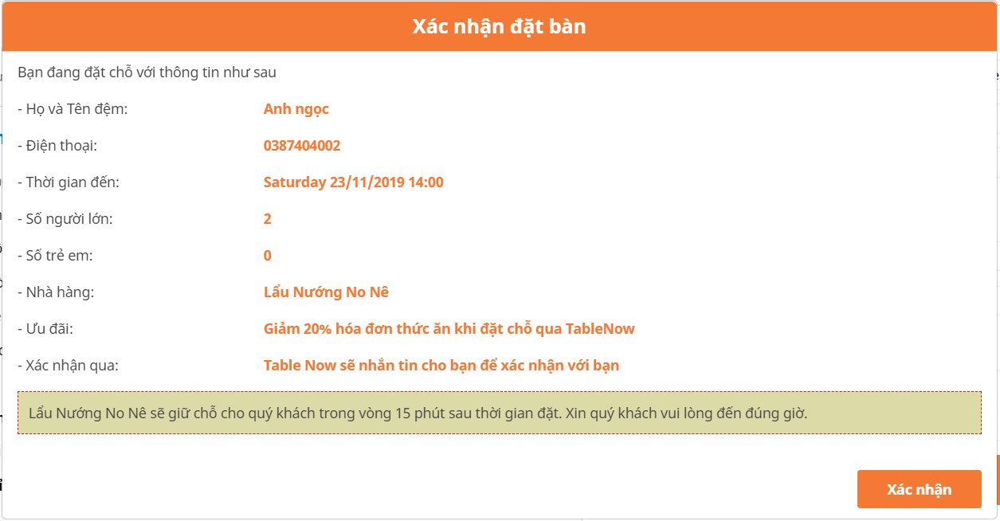 Xác nhận đặt bàn
Bạn đang đặt chỗ với thông tin như sau
- Họ và Tên đệm: Anh ngọc
- Điện thoại: 0387404002
- Thời gian đến: Saturday 23/11/2019 14:00
- Số người lớn: 2
- Số trẻ em: 0
- Nhà hàng: Lẩu Nướng No Nê
- Ưu đãi: Giảm 20% hóa đơn thức ăn khi đặt chỗ qua TableNow
- Xác nhận qua: Table Now sẽ nhắn tin cho bạn để xác nhận với bạn
Lẩu Nướng No Nê sẽ giữ chỗ cho quý khách trong vòng 15 phút sau thời gian đặt. Xin quý khách vui lòng đến đúng giờ.
Xác nhận